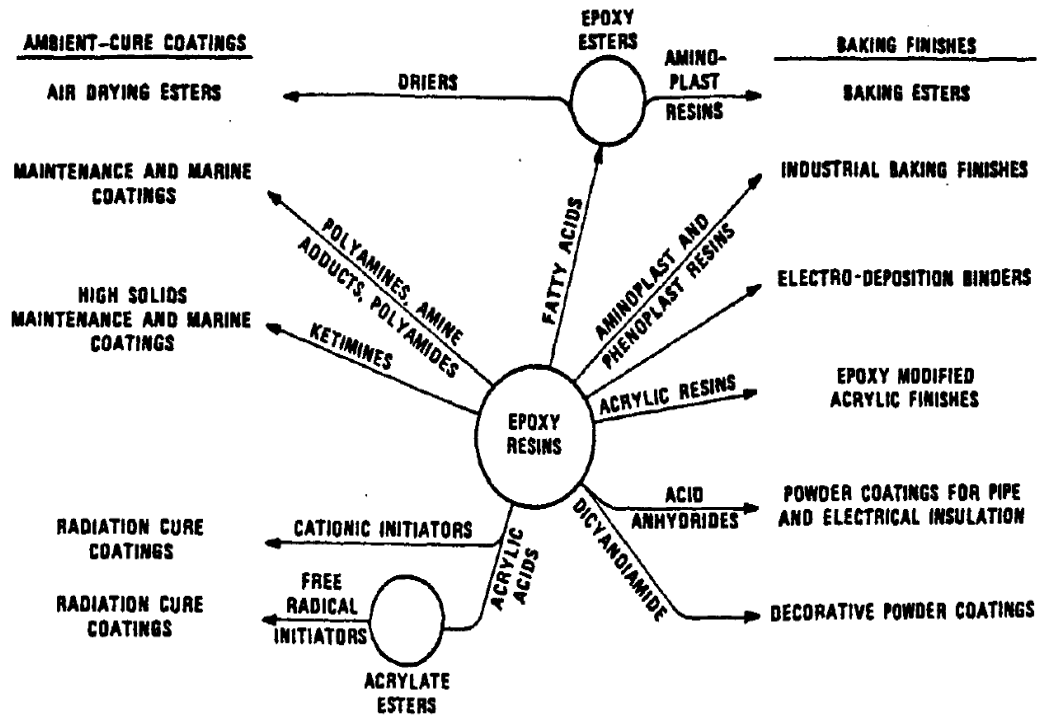 EPOXY
ESTERS
AMBIENT-CURE COATINGS
BAKING FINISHES
AIR DRYING ESTERS
DRIERS
AMINO-
PLAST
RESINS
BAKING ESTERS
MAINTENANCE AND MARINE
COATINGS
INDUSTRIAL BAKING FINISHES
POLYAMINES, AMINE
ADDUCTS, POLYAMIDES
FATTY ACIDS
AMINOPLAST AND
PHENOPLAST RESINS
ELECTRO-DEPOSITION BINDERS
HIGH SOLIDS
MAINTENANCE AND MARINE
COATINGS
KETIMINES
EPOXY
RESINS
ACRYLIC RESINS
EPOXY MODIFIED
ACRYLIC FINISHES
ACID
ANHYDRIDES
POWDER COATINGS FOR PIPE
AND ELECTRICAL INSULATION
DICYANDIAMIDE
RADIATION CURE
COATINGS
CATIONIC INITIATORS
ACRYLIC
ACIDS
RADIATION CURE
COATINGS
FREE
RADICAL
INITIATORS
DECORATIVE POWDER COATINGS
ACRYLATE
ESTERS